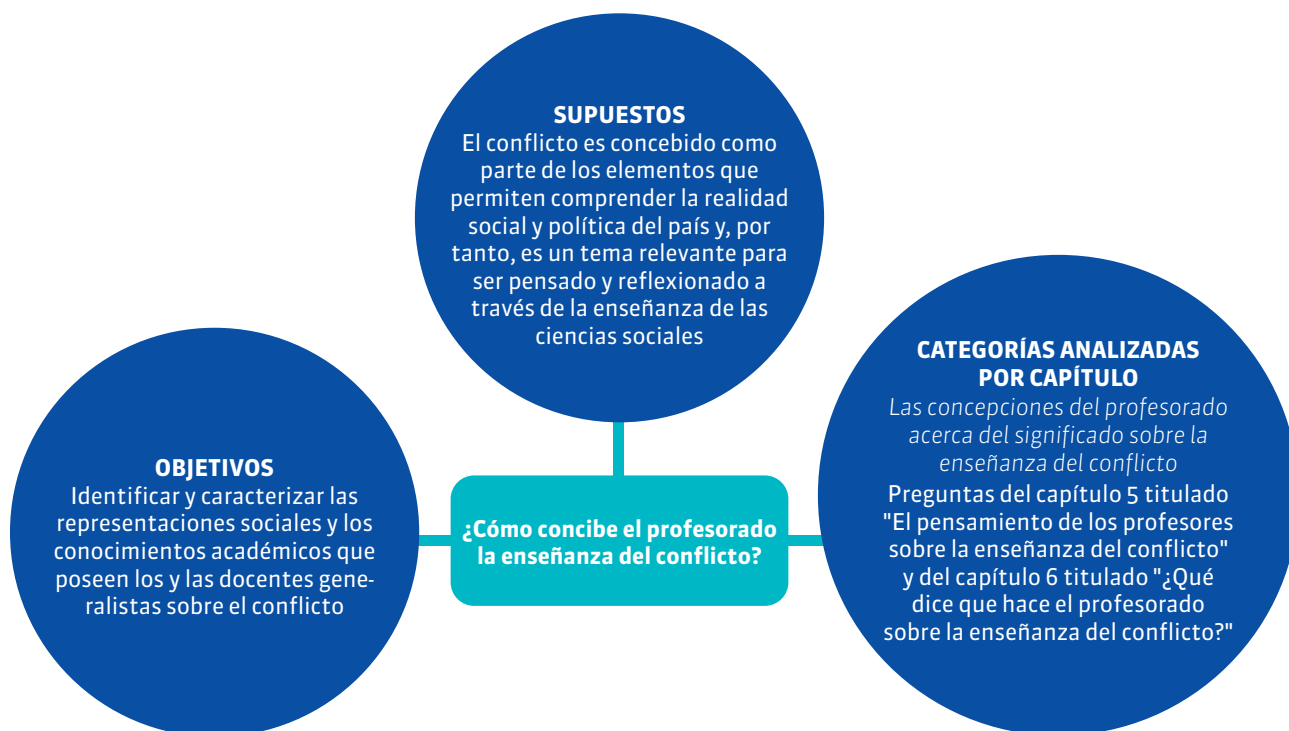 SUPUESTOS
El conflicto es concebido como
parte de los elementos que
permiten comprender la realidad
social y política del país y, por
tanto, es un tema relevante para
ser pensado y reflexionado a
través de la enseñanza de las
ciencias sociales
OBJETIVOS
Identificar y caracterizar las
representaciones sociales y los
conocimientos académicos que
poseen los y las docentes gene-
ralistas sobre el conflicto
¿Cómo concibe el profesorado
la enseñanza del conflicto?
CATEGORÍAS ANALIZADAS
POR CAPÍTULO
Las concepciones del profesorado
acerca del significado sobre la
enseñanza del conflicto
Preguntas del capítulo 5 titulado
"El pensamiento de los profesores
sobre la enseñanza del conflicto"
y del capítulo 6 titulado "¿Qué
dice que hace el profesorado
sobre la enseñanza del conflicto?"